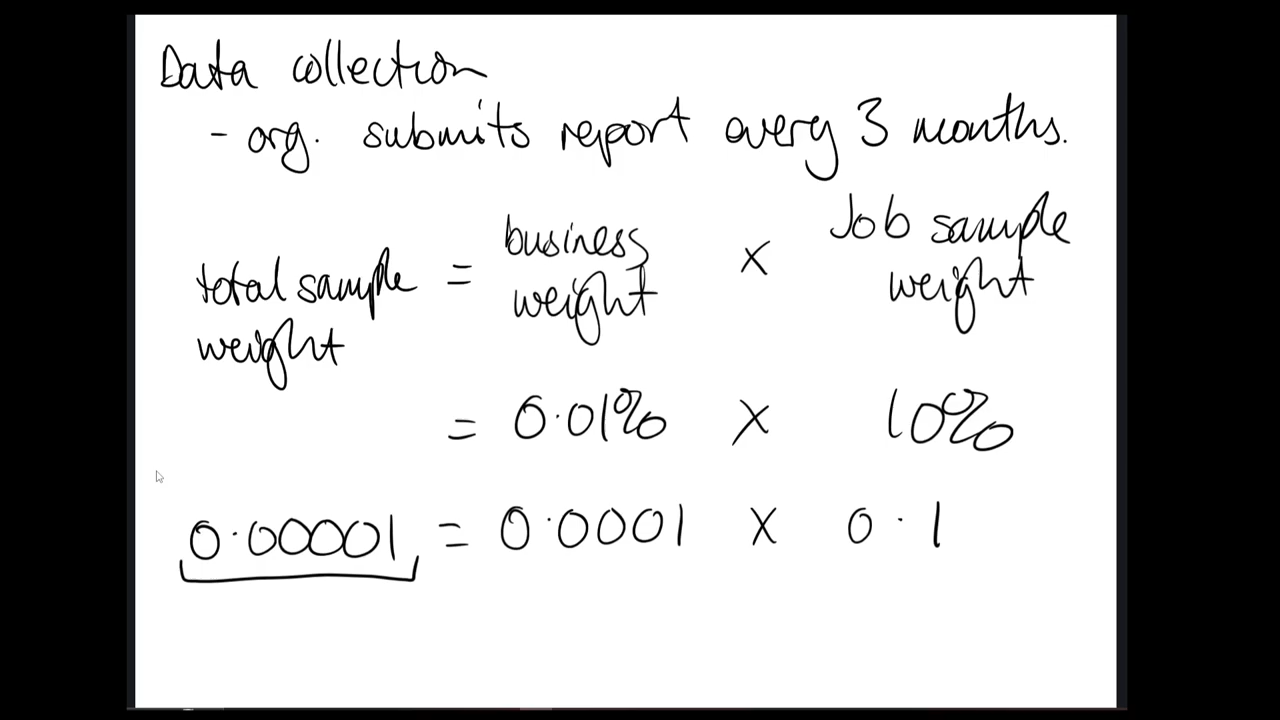 Data collection
- org. submits report every 3 months.
total sample weight = business weight x Job sample weight
= 0.01% x 10%
0.00001 = 0.0001 x 0.1